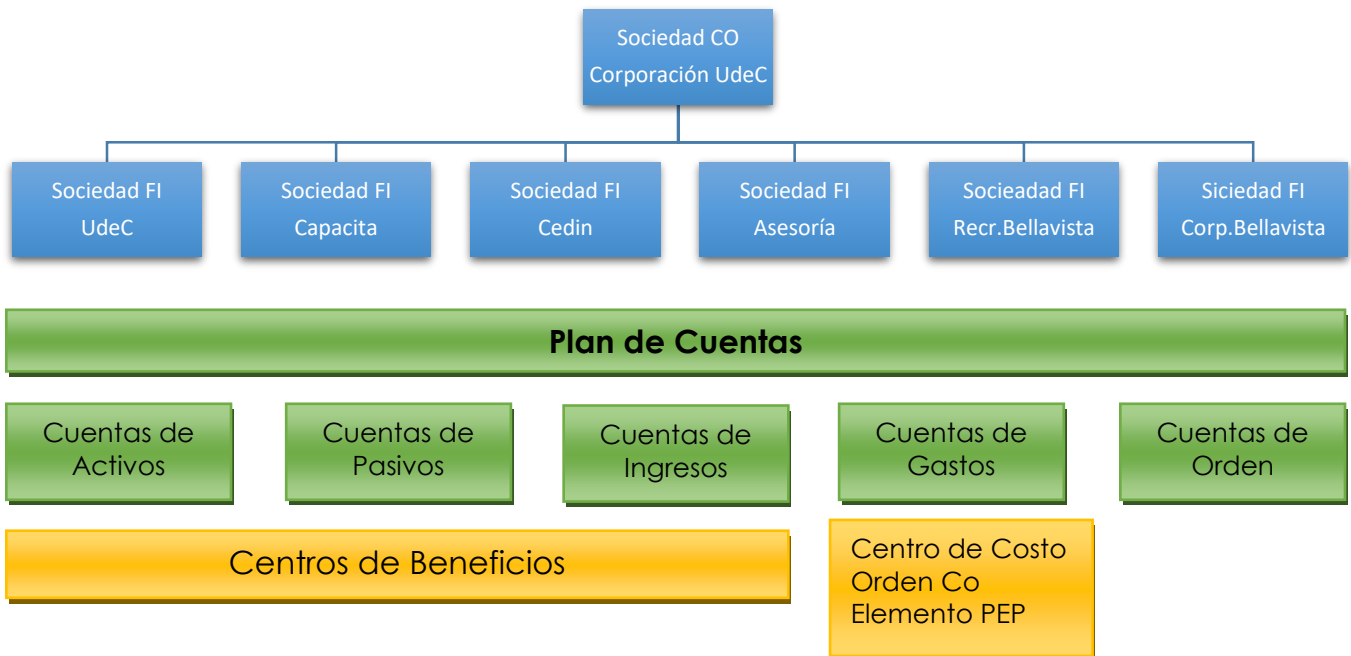 Sociedad CO
Corporación UdeC
Sociedad FI
UdeC
Sociedad FI
Capacita
Sociedad FI
Cedin
Sociedad FI
Asesoría
Socieadad FI
Recr.Bellavista
Siciedad FI
Corp.Bellavista
Plan de Cuentas
Cuentas de
Activos
Cuentas de
Pasivos
Cuentas de
Ingresos
Cuentas de
Gastos
Cuentas de
Orden
Centros de Beneficios
Centro de Costo
Orden Co
Elemento PEP